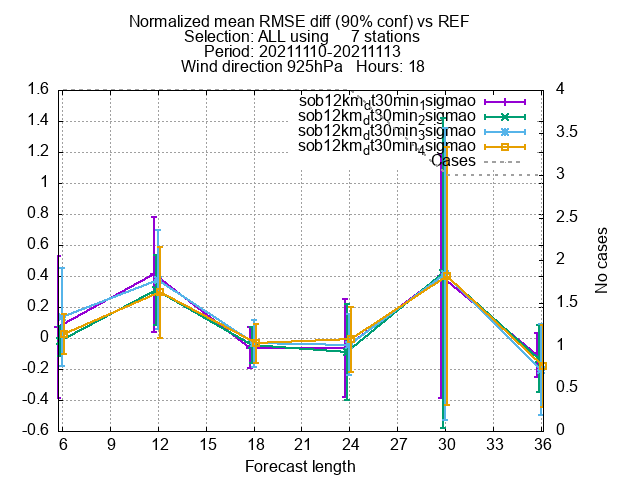 Normalized mean RMSE diff (90% conf) vs REF
Selection: ALL using     7 stations
Period: 20211110-20211113
Wind direction 925hPa   Hours: 18
sob12km_dt30min_1sigmao
sob12km_dt30min_2sigmao
sob12km_dt30min_3sigmao
sob12km_dt30min_4sigmao
Cases
1.6
1.4
1.2
1
0.8
0.6
0.4
0.2
0
-0.2
-0.4
-0.6
4
3.5
3
2.5
2
1.5
1
0.5
0
No cases
6 9 12 15 18 21 24 27 30 33 36
Forecast length